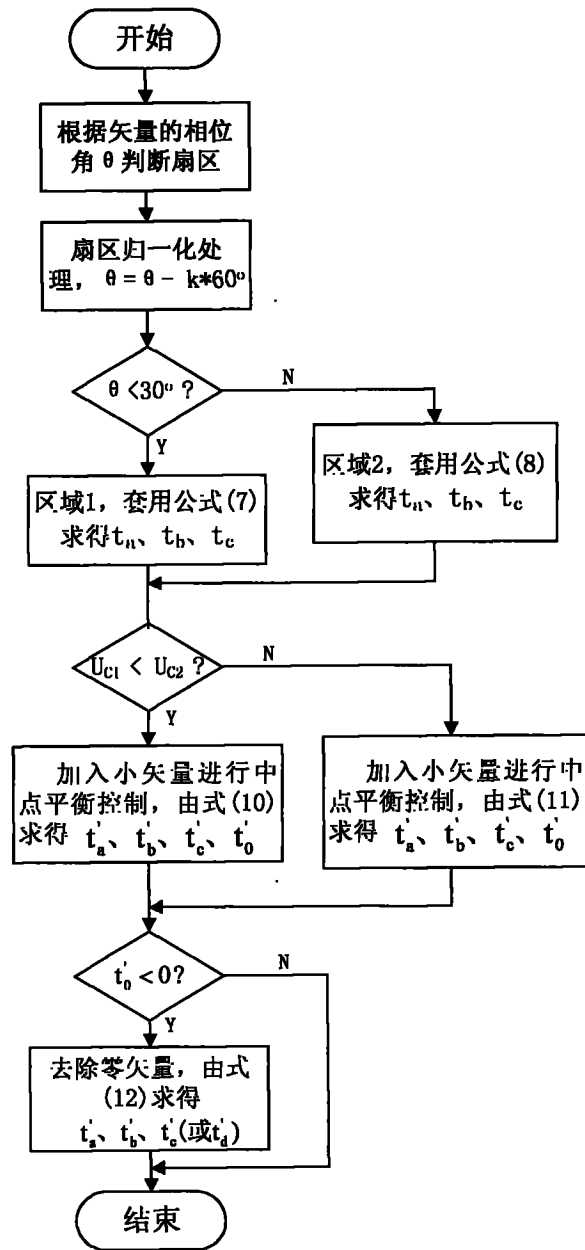 开始
根据矢量的相位
角 θ 判断扇区
扇区归一化处
理， θ = θ - k*60°
θ <30° ?
N
Y
区域1，套用公式(7)
求得tₐ、t_b、t_c
区域2，套用公式(8)
求得tₐ、t_b、t_c
U_C1 < U_C2 ?
N
Y
加入小矢量进行中
点平衡控制，由式(10)
求得 t'ₐ、t'_b、t'_c、t'_0
加入小矢量进行中
点平衡控制，由式(11)
求得 t'ₐ、t'_b、t'_c、t'_0
t'_0 <0?
N
Y
去除零矢量，由式
(12)求得
t'ₐ、t'_b、t'_c(或t'_d)
结束